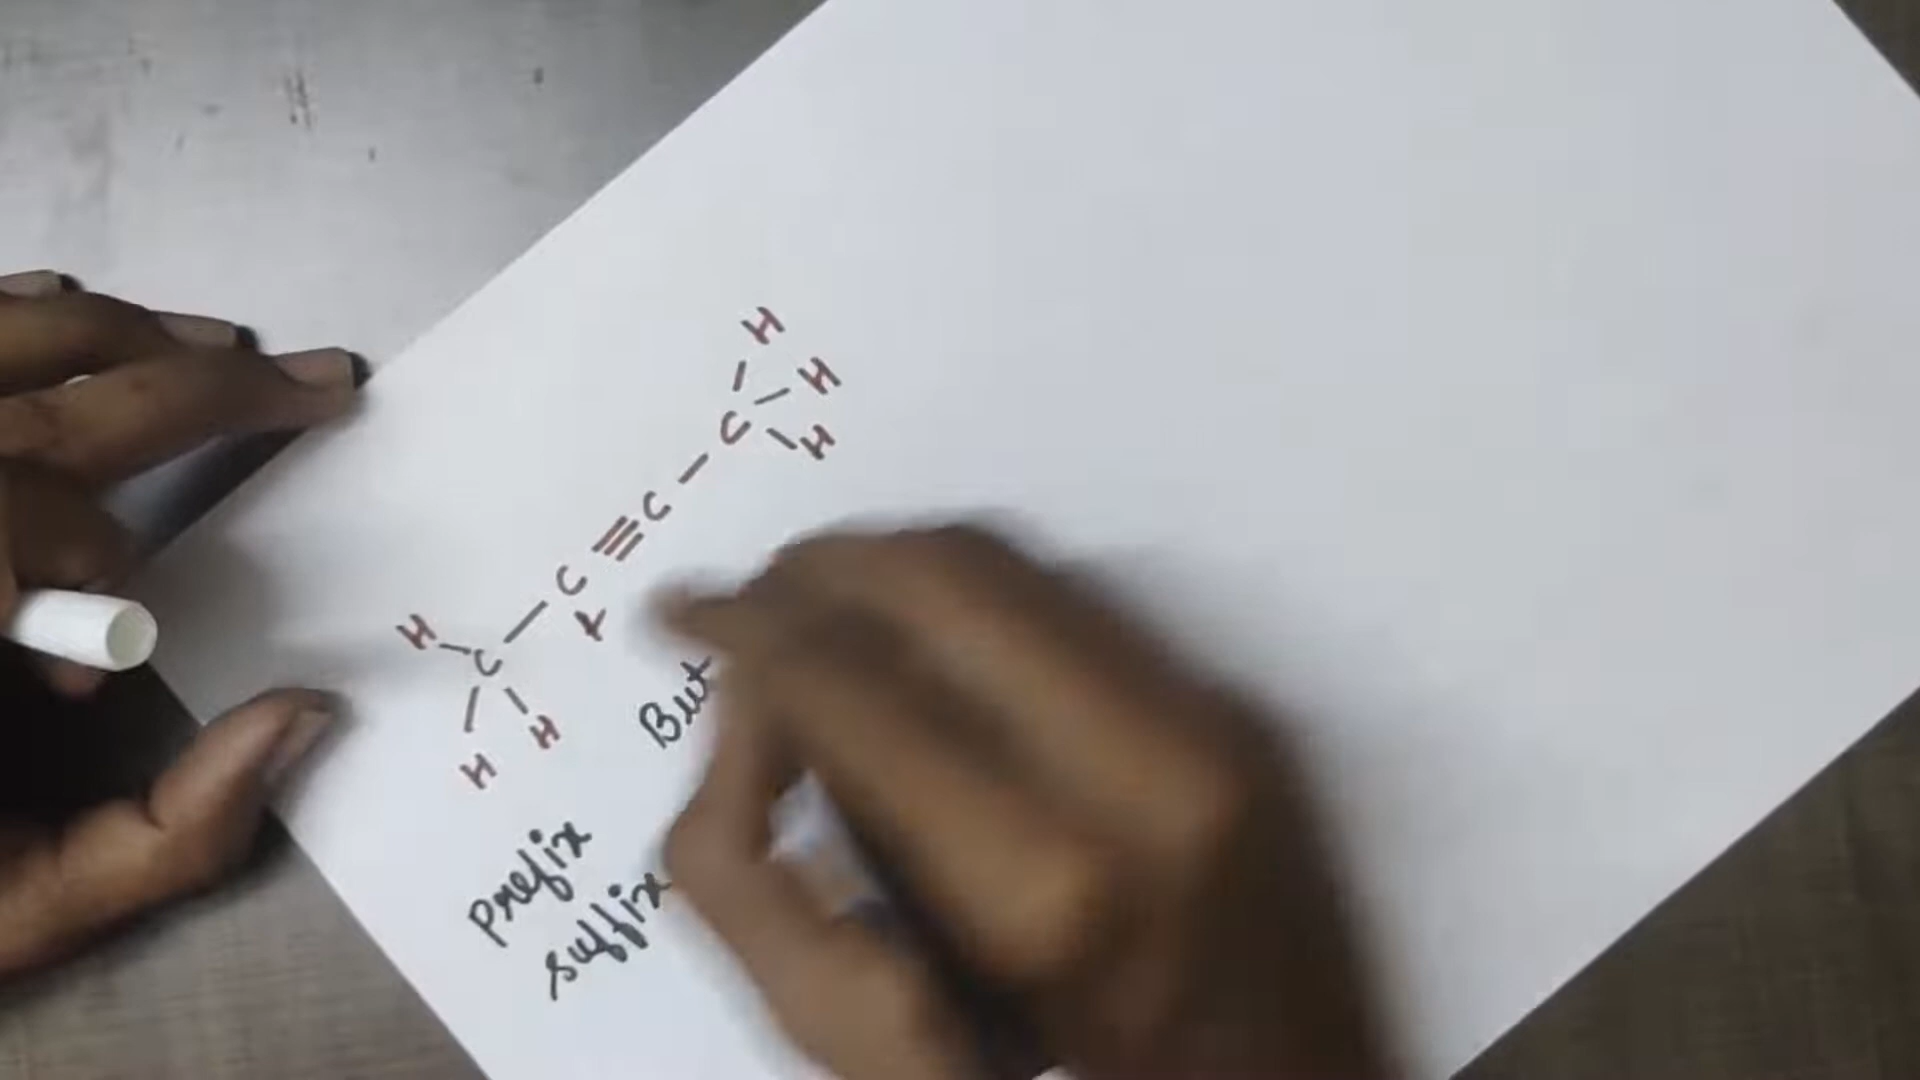 H H H
C
H - C - C ≡ C - C
H H
But
Prefix
suffix